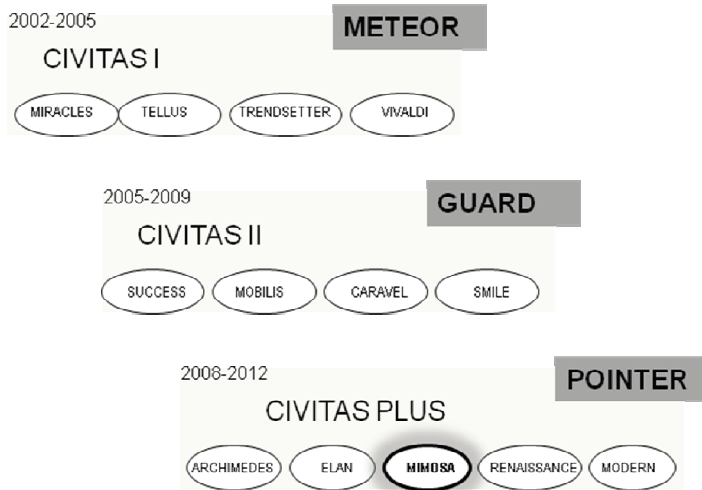 2002-2005
METEOR
CIVITAS I
MIRACLES TELLUS TRENDSETTER VIVALDI
2005-2009
GUARD
CIVITAS II
SUCCESS MOBILIS CARAVEL SMILE
2008-2012
POINTER
CIVITAS PLUS
ARCHIMEDES ELAN MIMOSA RENAISSANCE MODERN